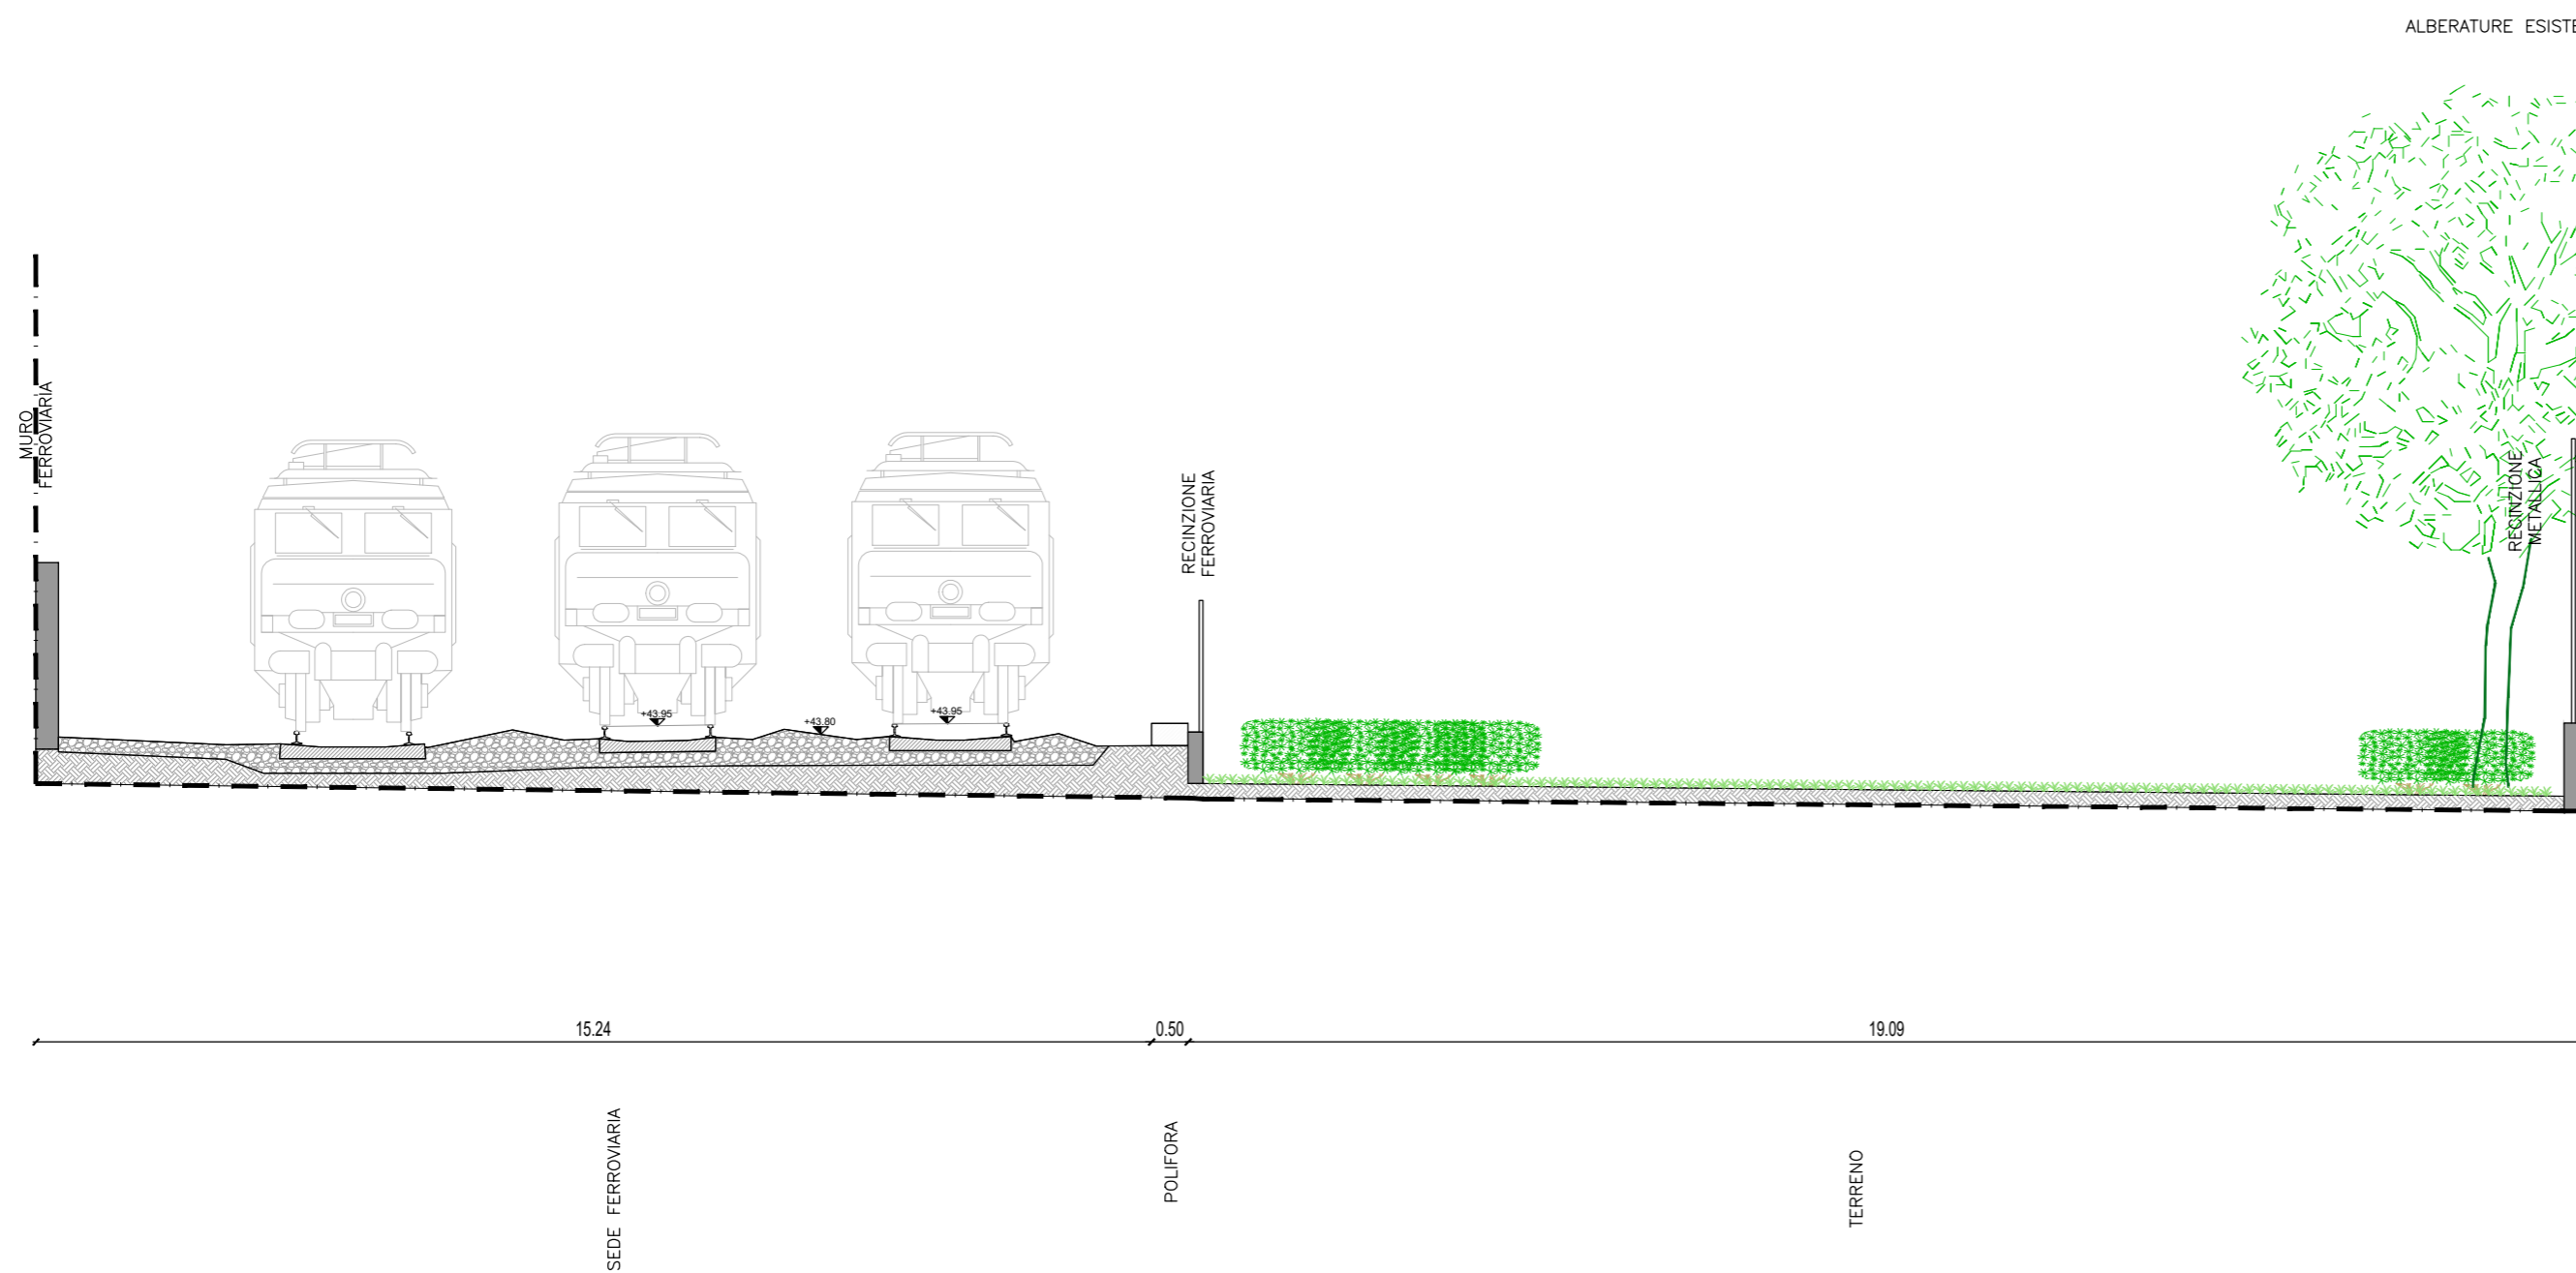 ALBERATURE ESISTE
MURO
FERROVIARIA
RECINZIONE
FERROVIARIA
RECINZIONE
METALLICA
+43.95
+43.80
+43.95
15.24
0.50
19.09
SEDE FERROVIARIA
POLIFORA
TERRENO